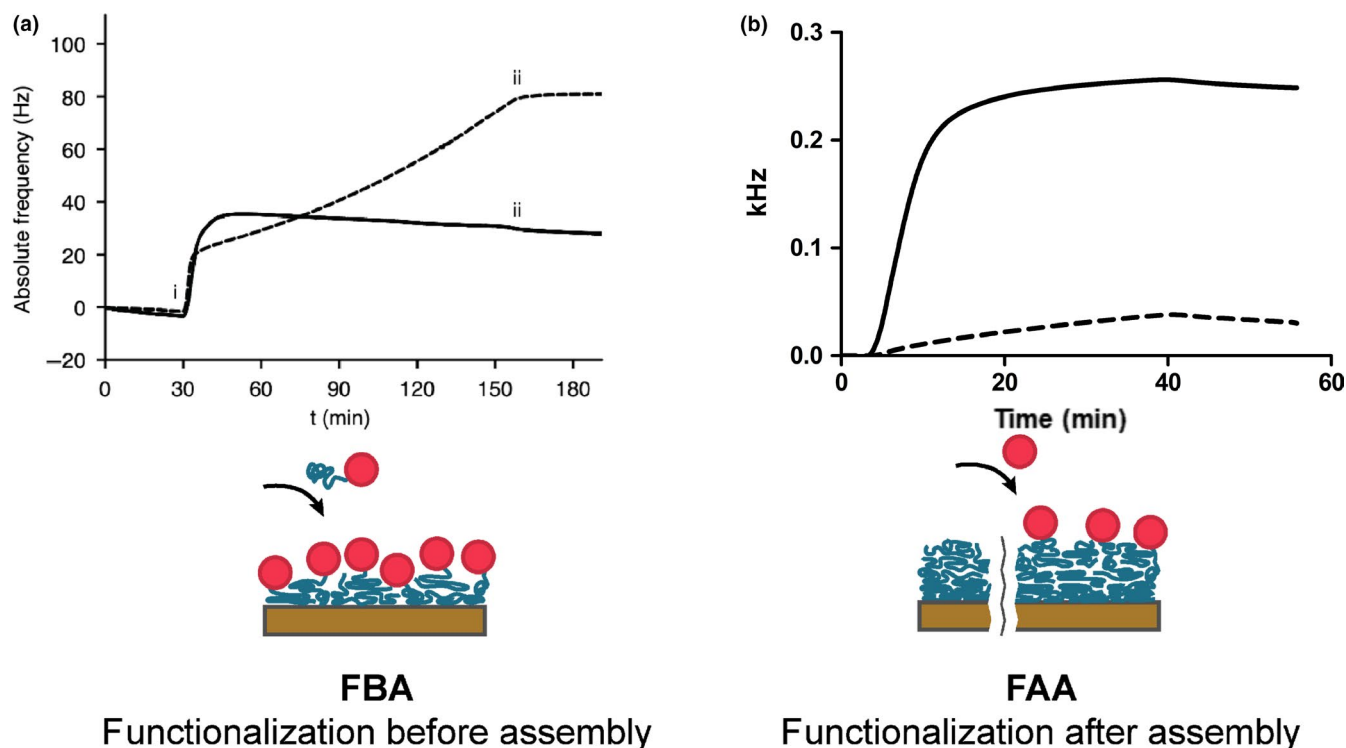 (a)
Absolute frequency (Hz)
100
80
60
40
20
0
–20
i
ii
ii
0 30 60 90 120 150 180
t (min)
FBA
Functionalization before assembly
(b)
kHz
0.3
0.2
0.1
0.0
0 20 40 60
Time (min)
FAA
Functionalization after assembly